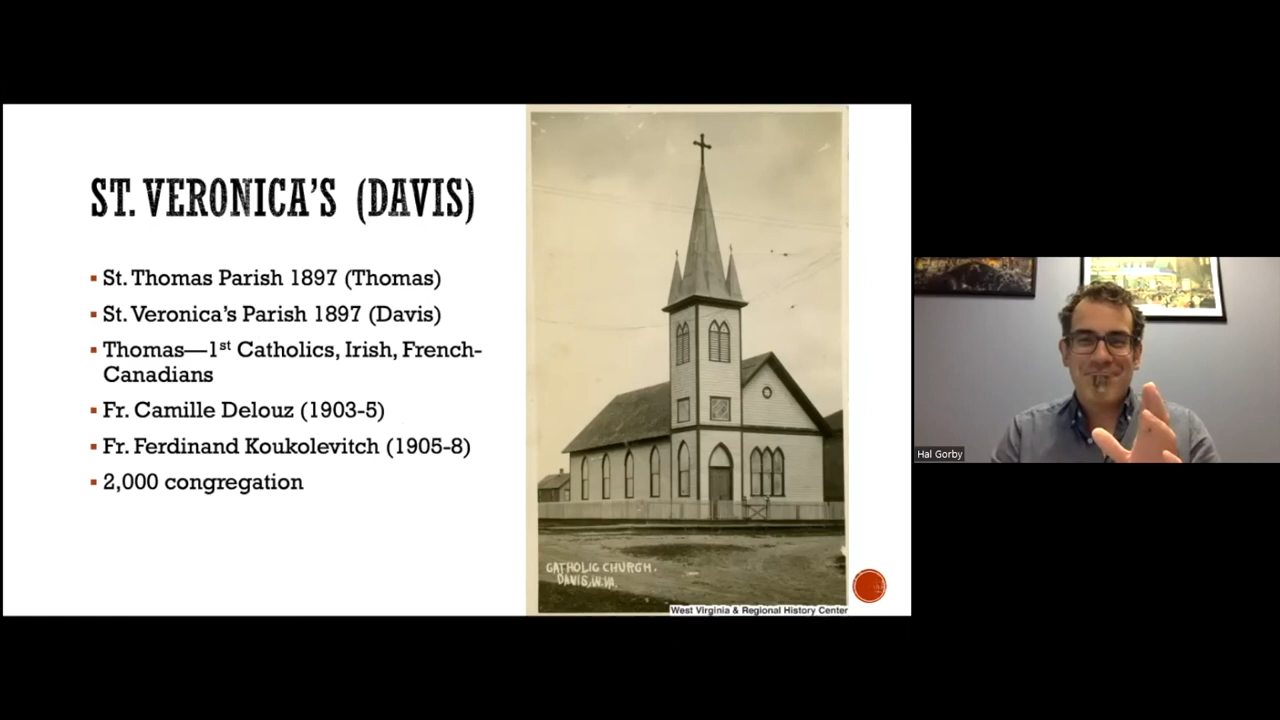 ST. VERONICA'S (DAVIS)
St. Thomas Parish 1897 (Thomas)
St. Veronica's Parish 1897 (Davis)
Thomas—1st Catholics, Irish, French-
Canadians
Fr. Camille Delouz (1903-5)
Fr. Ferdinand Koukolevitch (1905-8)
2,000 congregation
CATHOLIC CHURCH.
DAVIS, W.VA.
West Virginia & Regional History Center
Hal Gorby